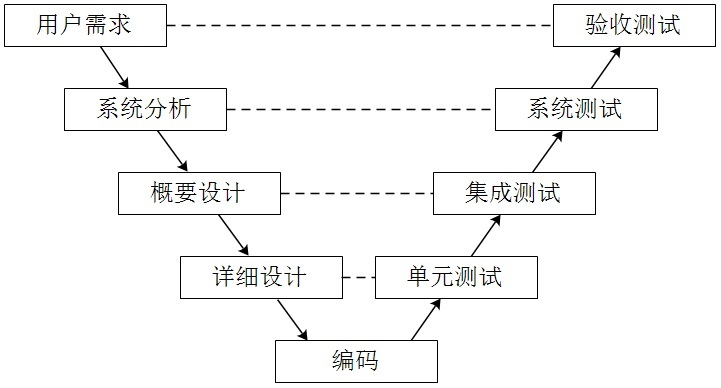 用户需求
验收测试
系统分析
系统测试
概要设计
集成测试
详细设计
单元测试
编码